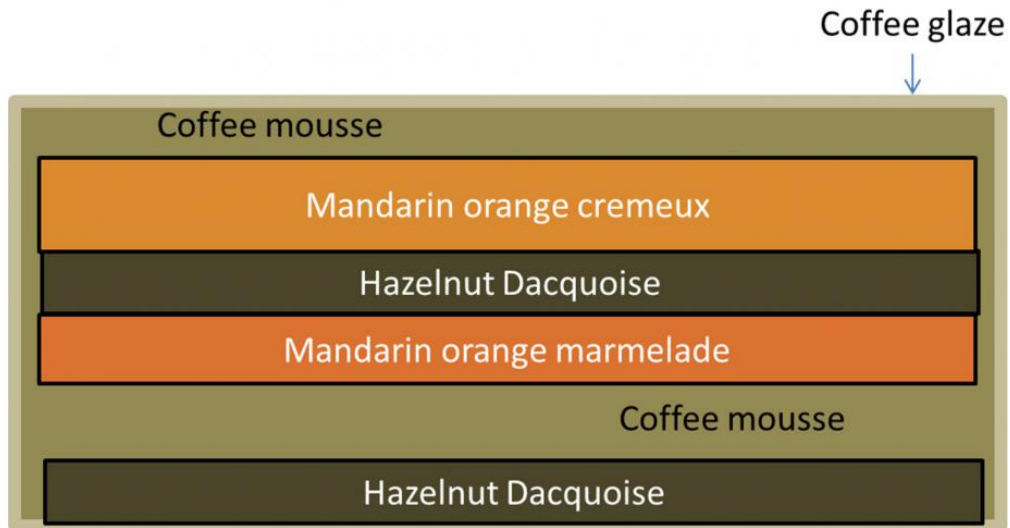 Coffee glaze
Coffee mousse
Mandarin orange cremeux
Hazelnut Dacquoise
Mandarin orange marmelade
Coffee mousse
Hazelnut Dacquoise